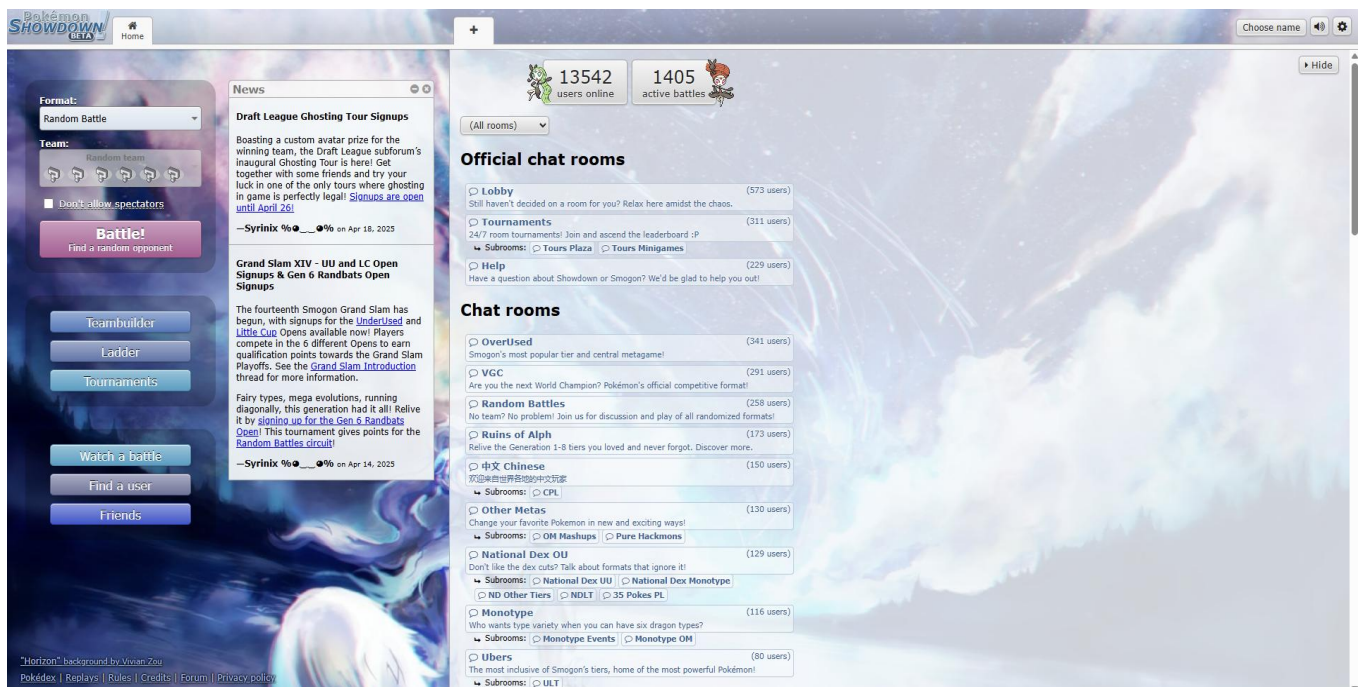 Pokémon
SHOWDOWN
BETA
Home
+
Choose name
Format:
Random Battle
Team:
Random team
Don't allow spectators
Battle!
Find a random opponent
Teambuilder
Ladder
Tournaments
Watch a battle
Find a user
Friends
"Horizon" background by Vivian Zou
Pokédex | Replays | Rules | Credits | Forum | Privacy policy
News
Draft League Ghosting Tour Signups
Boasting a custom avatar prize for the
winning team, the Draft League subforum's
inaugural Ghosting Tour is here! Get
together with some friends and try your
luck in one of the only tours where ghosting
in game is perfectly legal! Signups are open
until April 26!
—Syrinix %◕__◕% on Apr 18, 2025
Grand Slam XIV - UU and LC Open
Signups & Gen 6 Randbats Open
Signups
The fourteenth Smogon Grand Slam has
begun, with signups for the UnderUsed and
Little Cup Opens available now! Players
compete in the 6 different Opens to earn
qualification points towards the Grand Slam
Playoffs. See the Grand Slam Introduction
thread for more information.
Fairy types, mega evolutions, running
diagonally, this generation had it all! Relive
it by signing up for the Gen 6 Randbats
Open! This tournament gives points for the
Random Battles circuit!
—Syrinix %◕__◕% on Apr 14, 2025
13542
users online
1405
active battles
Hide
(All rooms)
Official chat rooms
Lobby (573 users)
Still haven't decided on a room for you? Relax here amidst the chaos.
Tournaments (311 users)
24/7 room tournaments! Join and ascend the leaderboard :P
↳ Subrooms: Tours Plaza Tours Minigames
Help (229 users)
Have a question about Showdown or Smogon? We'd be glad to help you out!
Chat rooms
OverUsed (341 users)
Smogon's most popular tier and central metagame!
VGC (291 users)
Are you the next World Champion? Pokémon's official competitive format!
Random Battles (258 users)
No team? No problem! Join us for discussion and play of all randomized formats!
Ruins of Alph (173 users)
Relive the Generation 1-8 tiers you loved and never forgot. Discover more.
中文 Chinese (150 users)
欢迎来自世界各地的中文玩家
↳ Subrooms: CPL
Other Metas (130 users)
Change your favorite Pokemon in new and exciting ways!
↳ Subrooms: OM Mashups Pure Hackmons
National Dex OU (129 users)
Don't like the dex cuts? Talk about formats that ignore it!
↳ Subrooms: National Dex UU National Dex Monotype
ND Other Tiers NDLT 35 Pokes PL
Monotype (116 users)
Who wants type variety when you can have six dragon types?
↳ Subrooms: Monotype Events Monotype OM
Ubers (80 users)
The most inclusive of Smogon's tiers, home of the most powerful Pokémon!
↳ Subrooms: ULT